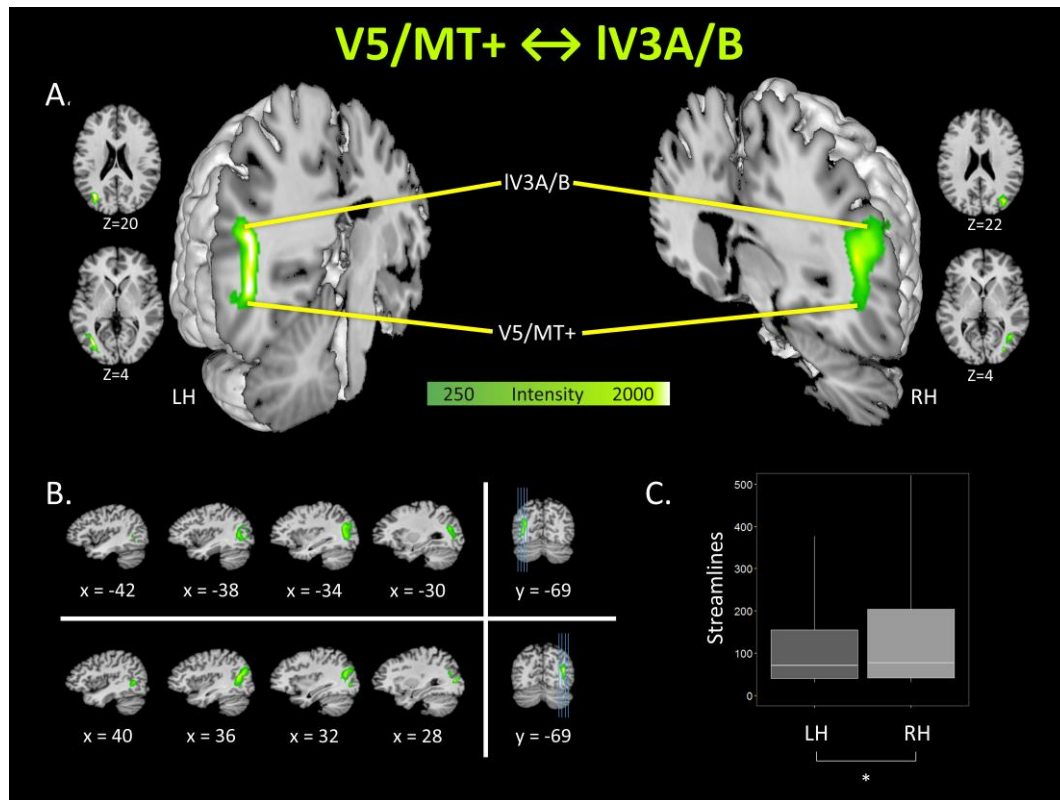 V5/MT+ ↔ lV3A/B
A.
lV3A/B
Z=20
Z=22
V5/MT+
Z=4
Z=4
LH
250 Intensity 2000
RH
B.
x = -42 x = -38 x = -34 x = -30 y = -69
x = 40 x = 36 x = 32 x = 28 y = -69
C.
Streamlines
500
400
300
200
100
0
LH RH
*